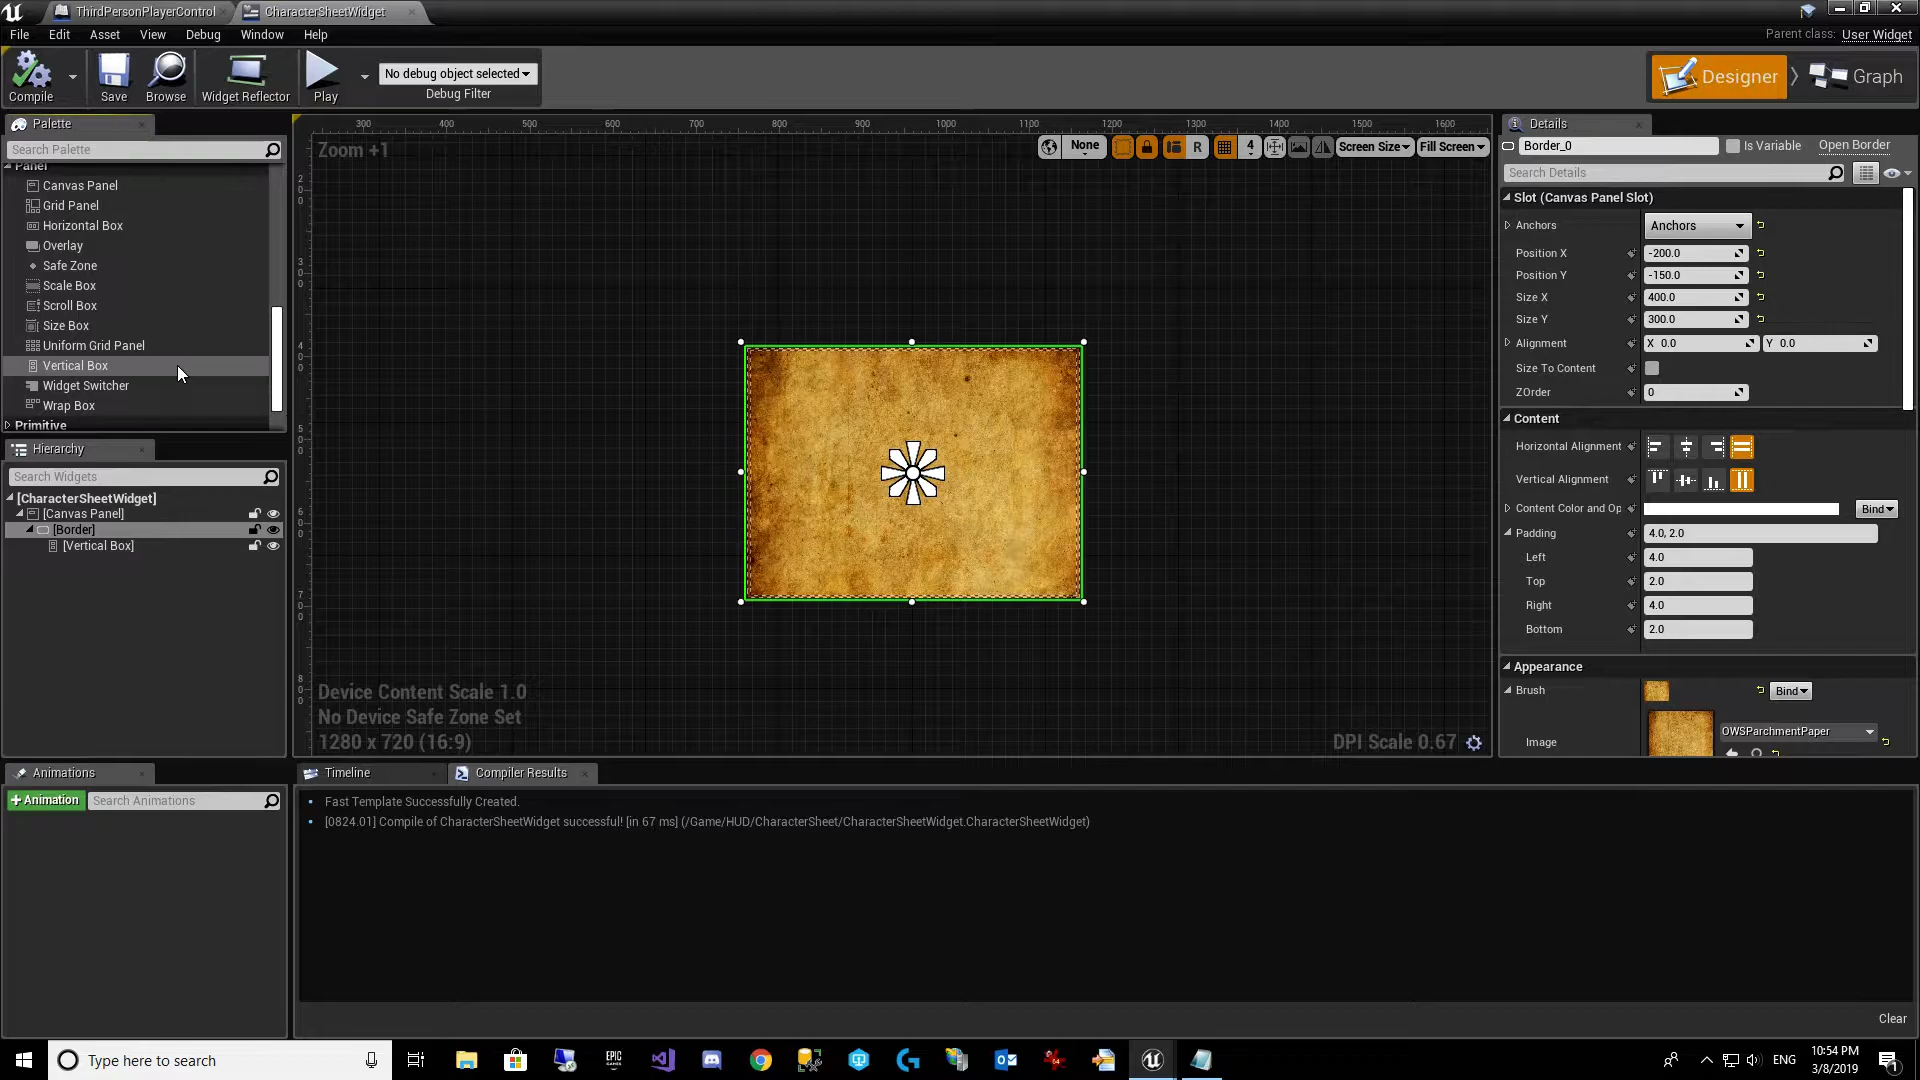 ThirdPersonPlayerControl
CharacterSheetWidget
File Edit Asset View Debug Window Help
Parent class: User Widget
Compile
Save
Browse
Widget Reflector
Play
No debug object selected
Debug Filter
Designer
Graph
Palette
Search Palette
Panel
Canvas Panel
Grid Panel
Horizontal Box
Overlay
Safe Zone
Scale Box
Scroll Box
Size Box
Uniform Grid Panel
Vertical Box
Widget Switcher
Wrap Box
Primitive
Hierarchy
Search Widgets
[CharacterSheetWidget]
[Canvas Panel]
[Border]
[Vertical Box]
Animations
+Animation
Search Animations
300 400 500 600 700 800 900 1000 1100 1200 1300 1400 1500 1600
Zoom +1
None
R
4
Screen Size
Fill Screen
200
300
400
500
600
700
800
Device Content Scale 1.0
No Device Safe Zone Set
1280 x 720 (16:9)
DPI Scale 0.67
Timeline
Compiler Results
Fast Template Successfully Created.
[0824.01] Compile of CharacterSheetWidget successful! [in 67 ms] (/Game/HUD/CharacterSheet/CharacterSheetWidget.CharacterSheetWidget)
Clear
Details
Border_0
Is Variable
Open Border
Search Details
Slot (Canvas Panel Slot)
Anchors Anchors
Position X -200.0
Position Y -150.0
Size X 400.0
Size Y 300.0
Alignment X 0.0 Y 0.0
Size To Content
ZOrder 0
Content
Horizontal Alignment
Vertical Alignment
Content Color and Op Bind
Padding 4.0, 2.0
Left 4.0
Top 2.0
Right 4.0
Bottom 2.0
Appearance
Brush Bind
Image OWSParchmentPaper
Type here to search
EPIC
GAMES
64
ENG
10:54 PM
3/8/2019
1